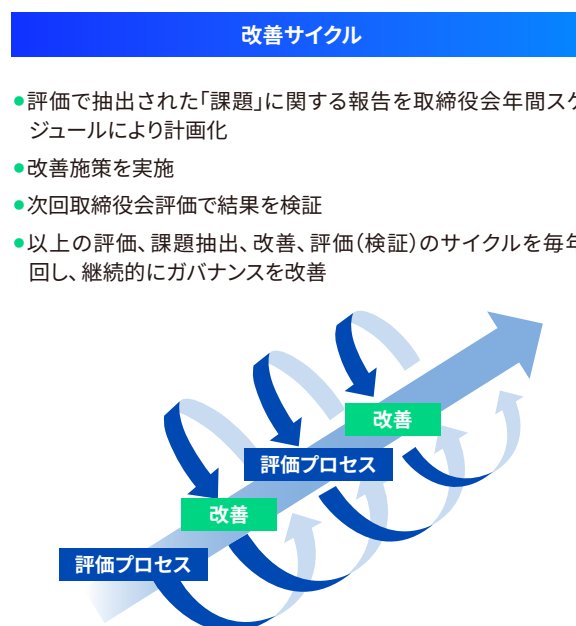 改善サイクル
●評価で抽出された「課題」に関する報告を取締役会年間スケ
ジュールにより計画化
●改善施策を実施
●次回取締役会評価で結果を検証
●以上の評価、課題抽出、改善、評価（検証）のサイクルを毎年
回し、継続的にガバナンスを改善
改善
評価プロセス
改善
評価プロセス